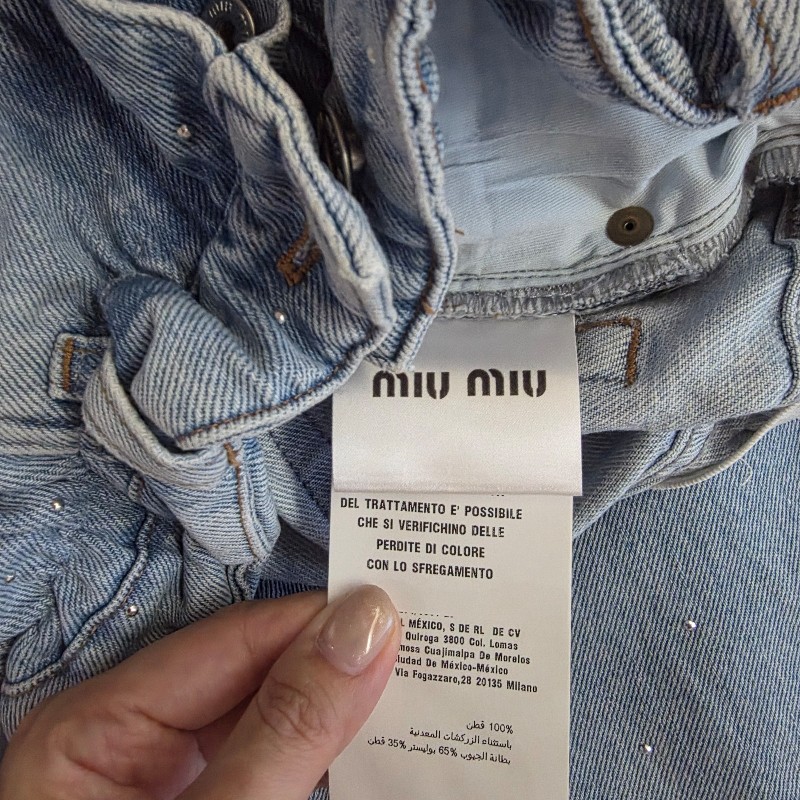 MIU MIU
DEL TRATTAMENTO E' POSSIBILE
CHE SI VERIFICHINO DELLE
PERDITE DI COLORE
CON LO SFREGAMENTO
L MÉXICO, S DE RL DE CV
Quiroga 3800 Col. Lomas
mosa Cuajimalpa De Morelos
iudad De México-México
Via Fogazzaro,28 20135 Milano
100% قطن
باستثناء الزركشات المعدنية
بطانة الجيوب 65% بوليستر 35% قطن